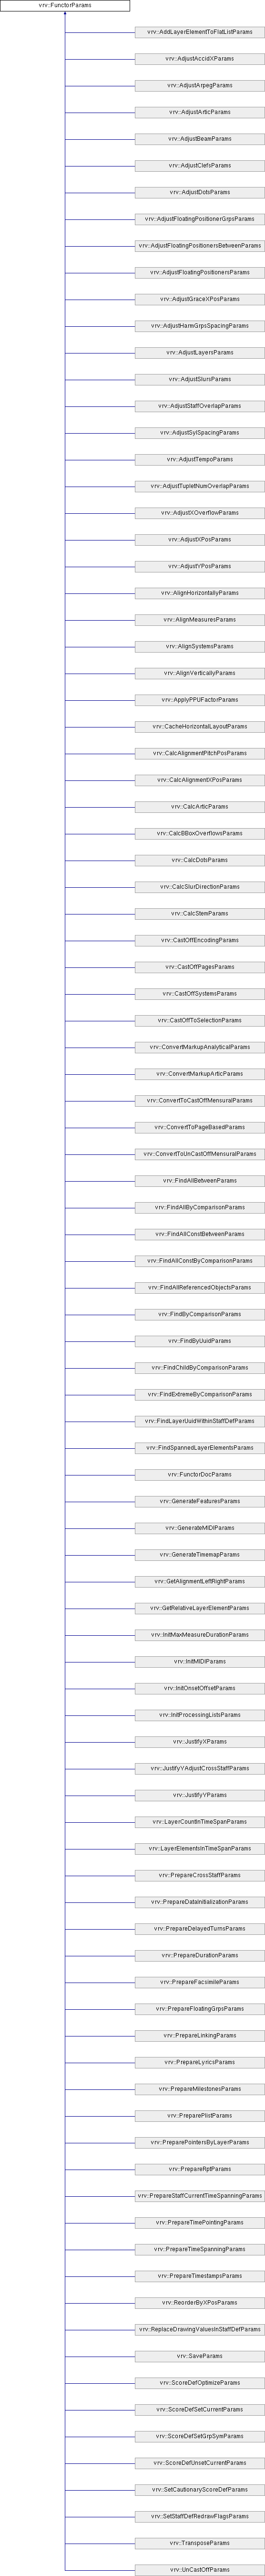 vrv::FunctorParams
vrv::AddLayerElementToFlatListParams
vrv::AdjustAccidXParams
vrv::AdjustArpegParams
vrv::AdjustArticParams
vrv::AdjustBeamParams
vrv::AdjustClefsParams
vrv::AdjustDotsParams
vrv::AdjustFloatingPositionerGrpsParams
vrv::AdjustFloatingPositionersBetweenParams
vrv::AdjustFloatingPositionersParams
vrv::AdjustGraceXPosParams
vrv::AdjustHarmGrpsSpacingParams
vrv::AdjustLayersParams
vrv::AdjustSlursParams
vrv::AdjustStaffOverlapParams
vrv::AdjustSylSpacingParams
vrv::AdjustTempoParams
vrv::AdjustTupletNumOverlapParams
vrv::AdjustXOverflowParams
vrv::AdjustXPosParams
vrv::AdjustYPosParams
vrv::AlignHorizontallyParams
vrv::AlignMeasuresParams
vrv::AlignSystemsParams
vrv::AlignVerticallyParams
vrv::ApplyPPUFactorParams
vrv::CacheHorizontalLayoutParams
vrv::CalcAlignmentPitchPosParams
vrv::CalcAlignmentXPosParams
vrv::CalcArticParams
vrv::CalcBBoxOverflowsParams
vrv::CalcDotsParams
vrv::CalcSlurDirectionParams
vrv::CalcStemParams
vrv::CastOffEncodingParams
vrv::CastOffPagesParams
vrv::CastOffSystemsParams
vrv::CastOffToSelectionParams
vrv::ConvertMarkupAnalyticalParams
vrv::ConvertMarkupArticParams
vrv::ConvertToCastOffMensuralParams
vrv::ConvertToPageBasedParams
vrv::ConvertToUnCastOffMensuralParams
vrv::FindAllBetweenParams
vrv::FindAllByComparisonParams
vrv::FindAllConstBetweenParams
vrv::FindAllConstByComparisonParams
vrv::FindAllReferencedObjectsParams
vrv::FindByComparisonParams
vrv::FindByUuidParams
vrv::FindChildByComparisonParams
vrv::FindExtremeByComparisonParams
vrv::FindLayerUuidWithinStaffDefParams
vrv::FindSpannedLayerElementsParams
vrv::FunctorDocParams
vrv::GenerateFeaturesParams
vrv::GenerateMIDIParams
vrv::GenerateTimemapParams
vrv::GetAlignmentLeftRightParams
vrv::GetRelativeLayerElementParams
vrv::InitMaxMeasureDurationParams
vrv::InitMIDIParams
vrv::InitOnsetOffsetParams
vrv::InitProcessingListsParams
vrv::JustifyXParams
vrv::JustifyYAdjustCrossStaffParams
vrv::JustifyYParams
vrv::LayerCountInTimeSpanParams
vrv::LayerElementsInTimeSpanParams
vrv::PrepareCrossStaffParams
vrv::PrepareDataInitializationParams
vrv::PrepareDelayedTurnsParams
vrv::PrepareDurationParams
vrv::PrepareFacsimileParams
vrv::PrepareFloatingGrpsParams
vrv::PrepareLinkingParams
vrv::PrepareLyricsParams
vrv::PrepareMilestonesParams
vrv::PreparePlistParams
vrv::PreparePointersByLayerParams
vrv::PrepareRptParams
vrv::PrepareStaffCurrentTimeSpanningParams
vrv::PrepareTimePointingParams
vrv::PrepareTimeSpanningParams
vrv::PrepareTimestampsParams
vrv::ReorderByXPosParams
vrv::ReplaceDrawingValuesInStaffDefParams
vrv::SaveParams
vrv::ScoreDefOptimizeParams
vrv::ScoreDefSetCurrentParams
vrv::ScoreDefSetGrpSymParams
vrv::ScoreDefUnsetCurrentParams
vrv::SetCautionaryScoreDefParams
vrv::SetStaffDefRedrawFlagsParams
vrv::TransposeParams
vrv::UnCastOffParams